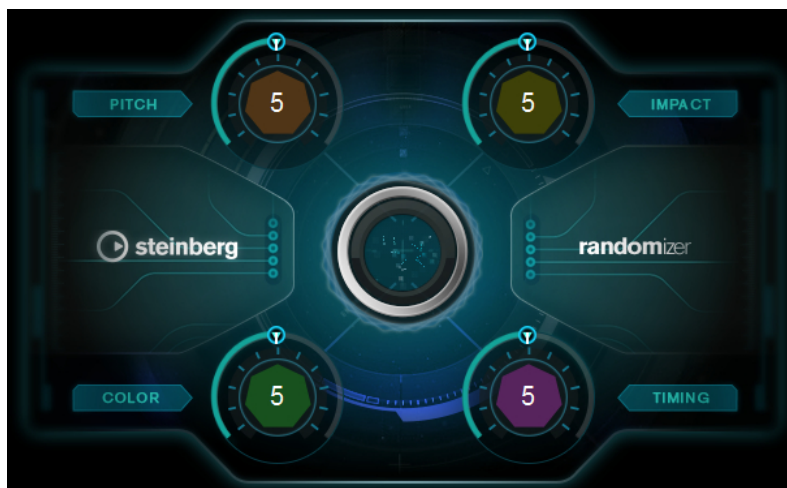 5
5
PITCH
IMPACT
steinberg
randomizer
5
5
COLOR
TIMING